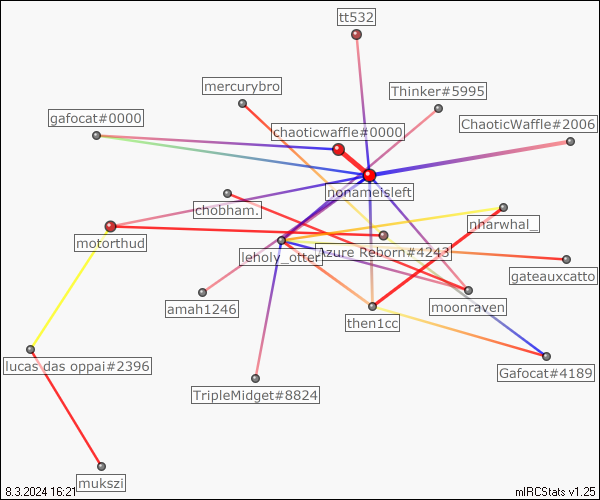 tt532
mercurybro
Thinker#5995
gafocat#0000
chaoticwaffle#0000
ChaoticWaffle#2006
nonameisleft
chobham.
nharwhal_
motorthud
leholy_otter
Azure Reborn#4243
gateauxcatto
amah1246
moonraven
then1cc
lucas das oppai#2396
Gafocat#4189
TripleMidget#8824
mukszi
8.3.2024 16:21
mIRCStats v1.25